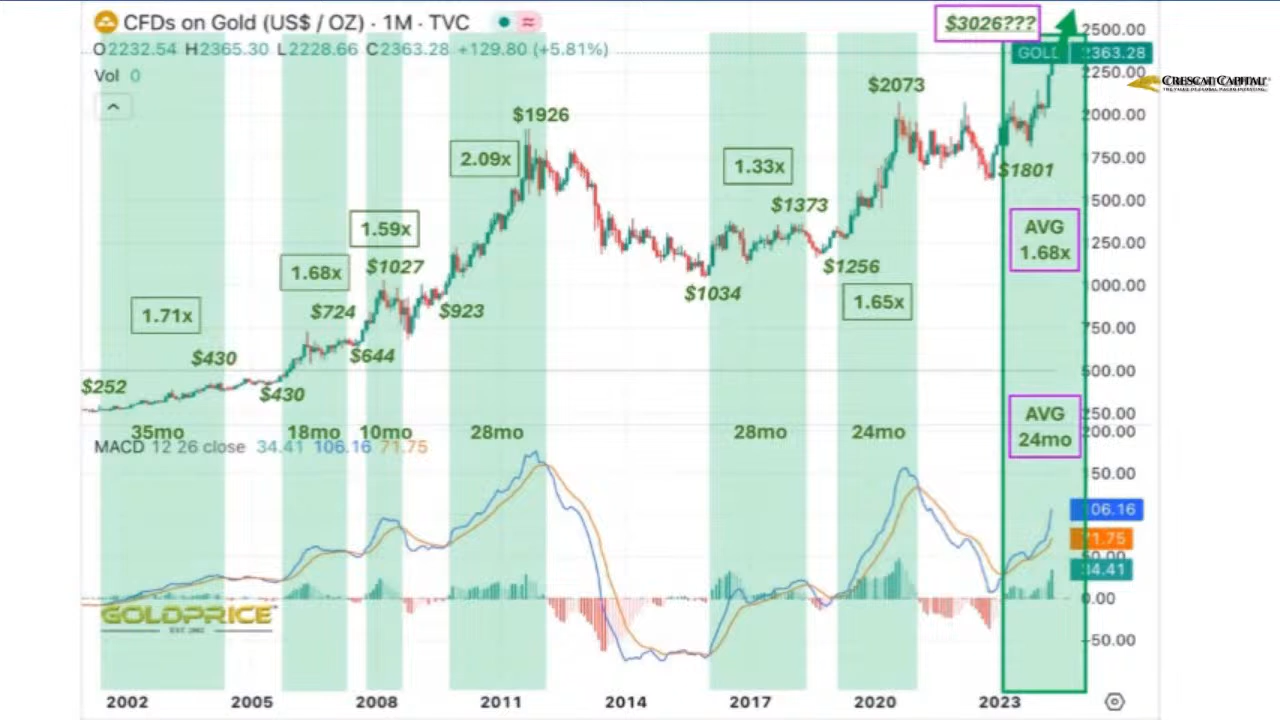 CFDs on Gold (US$ / OZ) · 1M · TVC
$3026???
2500.00
O2232.54 H2365.30 L2228.66 C2363.28 +129.80 (+5.81%)
GOLD 2363.28
Vol 0
2250.00
CRESCAT CAPITAL
$2073
$1926
2000.00
2.09x
1.33x
1750.00
$1801
1500.00
$1373
1.59x
AVG
1.68x
1250.00
1.68x
$1027
$1256
1000.00
$1034
1.71x
$724
$923
1.65x
750.00
$430
$644
500.00
$252
$430
250.00
AVG
24mo
35mo
18mo
10mo
28mo
28mo
24mo
200.00
MACD 12 26 close 34.41 106.16 71.75
150.00
106.16
71.75
50.00
34.41
0.00
GOLDPRICE
−50.00
2002 2005 2008 2011 2014 2017 2020 2023